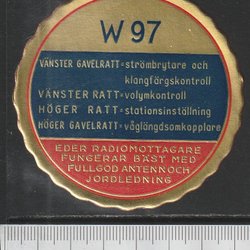 W 97
VÄNSTER GAVELRATT = strömbrytare och
klangfärgskontroll
VÄNSTER RATT = volymkontroll
HÖGER RATT = stationsinställning
HÖGER GAVELRATT = våglängdsomkopplare
EDER RADIOMOTTAGARE
FUNGERAR BÄST MED
FULLGOD ANTENN OCH
JORDLEDNING